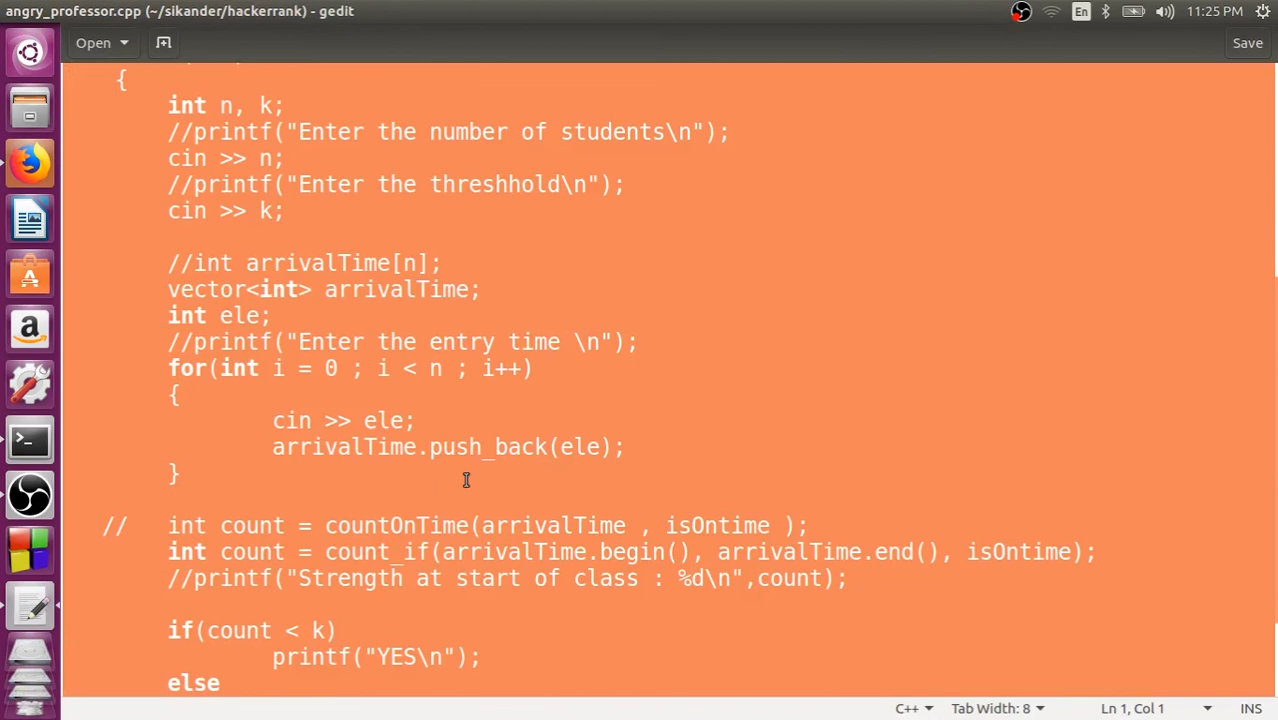 angry_professor.cpp (~/sikander/hackerrank) - gedit
En
11:25 PM
Open
Save
{
int n, k;
//printf("Enter the number of students\n");
cin >> n;
//printf("Enter the threshhold\n");
cin >> k;
//int arrivalTime[n];
vector<int> arrivalTime;
int ele;
//printf("Enter the entry time \n");
for(int i = 0 ; i < n ; i++)
{
cin >> ele;
arrivalTime.push_back(ele);
}
// int count = countOnTime(arrivalTime , isOntime );
int count = count_if(arrivalTime.begin(), arrivalTime.end(), isOntime);
//printf("Strength at start of class : %d\n",count);
if(count < k)
printf("YES\n");
else
C++
Tab Width: 8
Ln 1, Col 1
INS